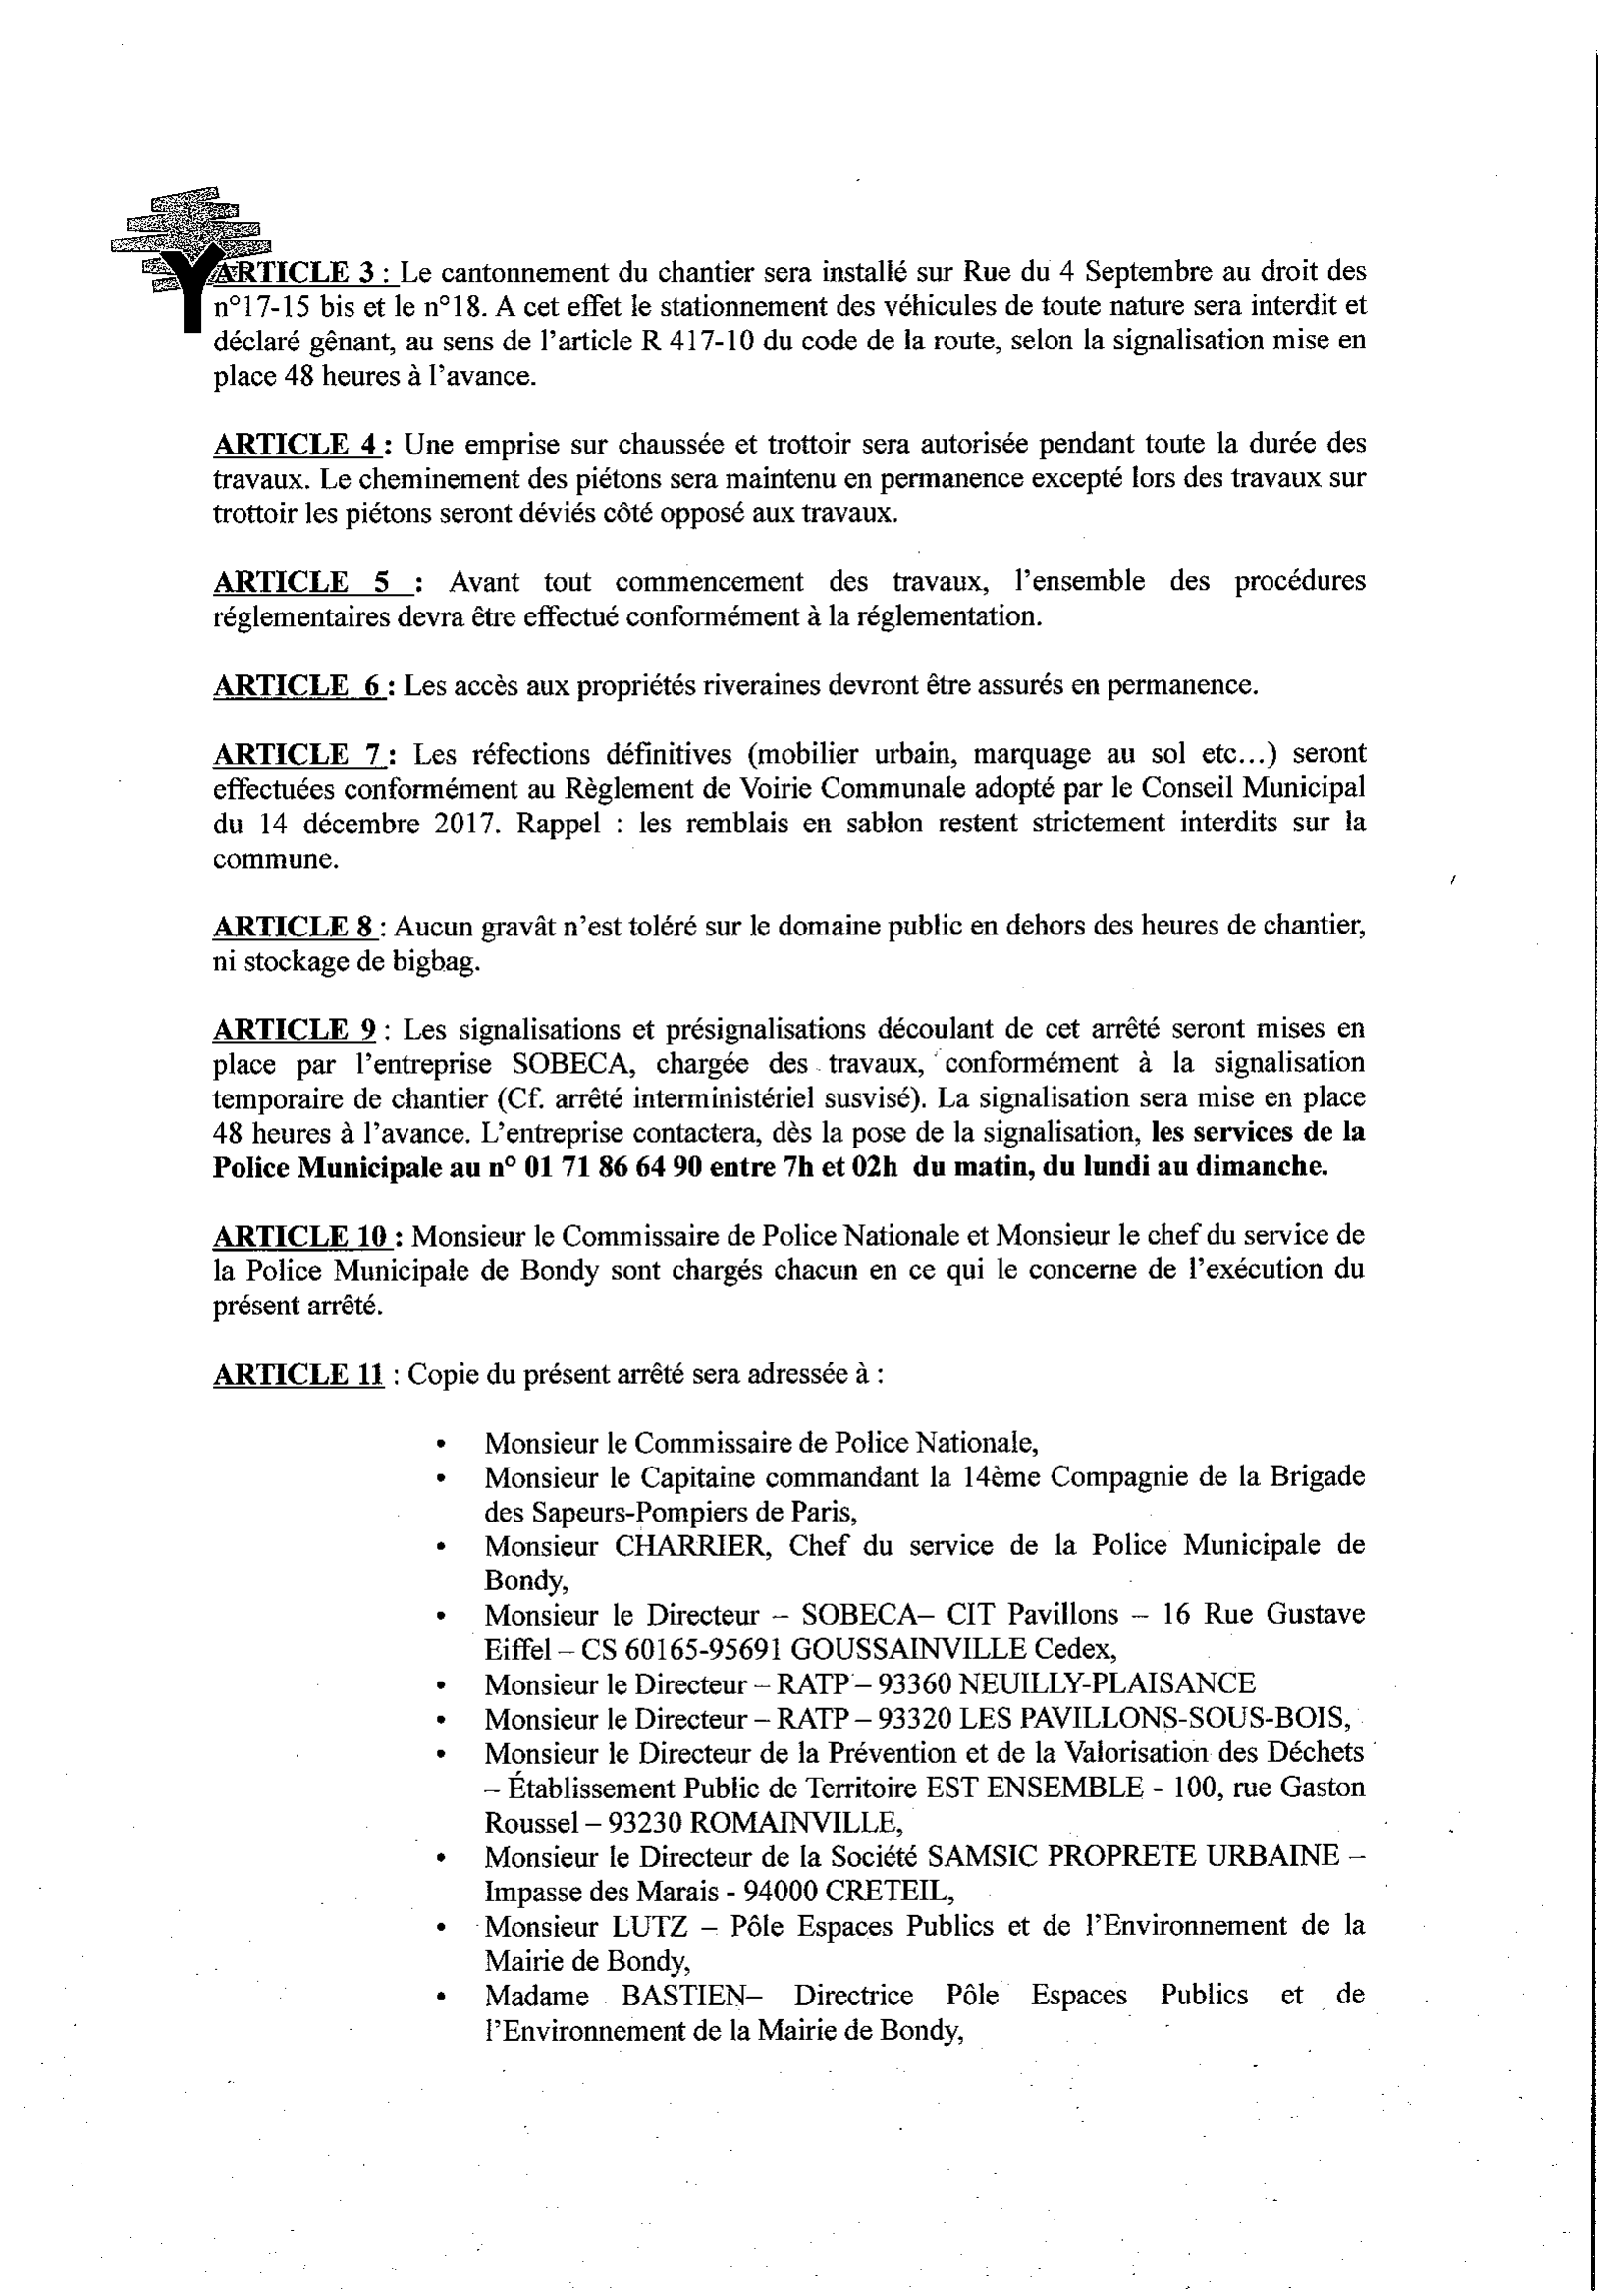 ARTICLE 3 : Le cantonnement du chantier sera installé sur Rue du 4 Septembre au droit des
n°17-15 bis et le n°18. A cet effet le stationnement des véhicules de toute nature sera interdit et
déclaré gênant, au sens de l'article R 417-10 du code de la route, selon la signalisation mise en
place 48 heures à l'avance.
ARTICLE 4 : Une emprise sur chaussée et trottoir sera autorisée pendant toute la durée des
travaux. Le cheminement des piétons sera maintenu en permanence excepté lors des travaux sur
trottoir les piétons seront déviés côté opposé aux travaux.
ARTICLE 5 : Avant tout commencement des travaux, l'ensemble des procédures
réglementaires devra être effectué conformément à la réglementation.
ARTICLE 6 : Les accès aux propriétés riveraines devront être assurés en permanence.
ARTICLE 7 : Les réfections définitives (mobilier urbain, marquage au sol etc...) seront
effectuées conformément au Règlement de Voirie Communale adopté par le Conseil Municipal
du 14 décembre 2017. Rappel : les remblais en sablon restent strictement interdits sur la
commune.
ARTICLE 8 : Aucun gravât n'est toléré sur le domaine public en dehors des heures de chantier,
ni stockage de bigbag.
ARTICLE 9 : Les signalisations et présignalisations découlant de cet arrêté seront mises en
place par l'entreprise SOBECA, chargée des travaux, conformément à la signalisation
temporaire de chantier (Cf. arrêté interministériel susvisé). La signalisation sera mise en place
48 heures à l'avance. L'entreprise contactera, dès la pose de la signalisation, les services de la
Police Municipale au n° 01 71 86 64 90 entre 7h et 02h du matin, du lundi au dimanche.
ARTICLE 10 : Monsieur le Commissaire de Police Nationale et Monsieur le chef du service de
la Police Municipale de Bondy sont chargés chacun en ce qui le concerne de l'exécution du
présent arrêté.
ARTICLE 11 : Copie du présent arrêté sera adressée à :
• Monsieur le Commissaire de Police Nationale,
• Monsieur le Capitaine commandant la 14ème Compagnie de la Brigade
des Sapeurs-Pompiers de Paris,
• Monsieur CHARRIER, Chef du service de la Police Municipale de
Bondy,
• Monsieur le Directeur – SOBECA– CIT Pavillons – 16 Rue Gustave
Eiffel – CS 60165-95691 GOUSSAINVILLE Cedex,
• Monsieur le Directeur – RATP – 93360 NEUILLY-PLAISANCE
• Monsieur le Directeur – RATP – 93320 LES PAVILLONS-SOUS-BOIS,
• Monsieur le Directeur de la Prévention et de la Valorisation des Déchets
– Établissement Public de Territoire EST ENSEMBLE - 100, rue Gaston
Roussel – 93230 ROMAINVILLE,
• Monsieur le Directeur de la Société SAMSIC PROPRETE URBAINE –
Impasse des Marais - 94000 CRETEIL,
• Monsieur LUTZ – Pôle Espaces Publics et de l'Environnement de la
Mairie de Bondy,
• Madame BASTIEN– Directrice Pôle Espaces Publics et de
l'Environnement de la Mairie de Bondy,